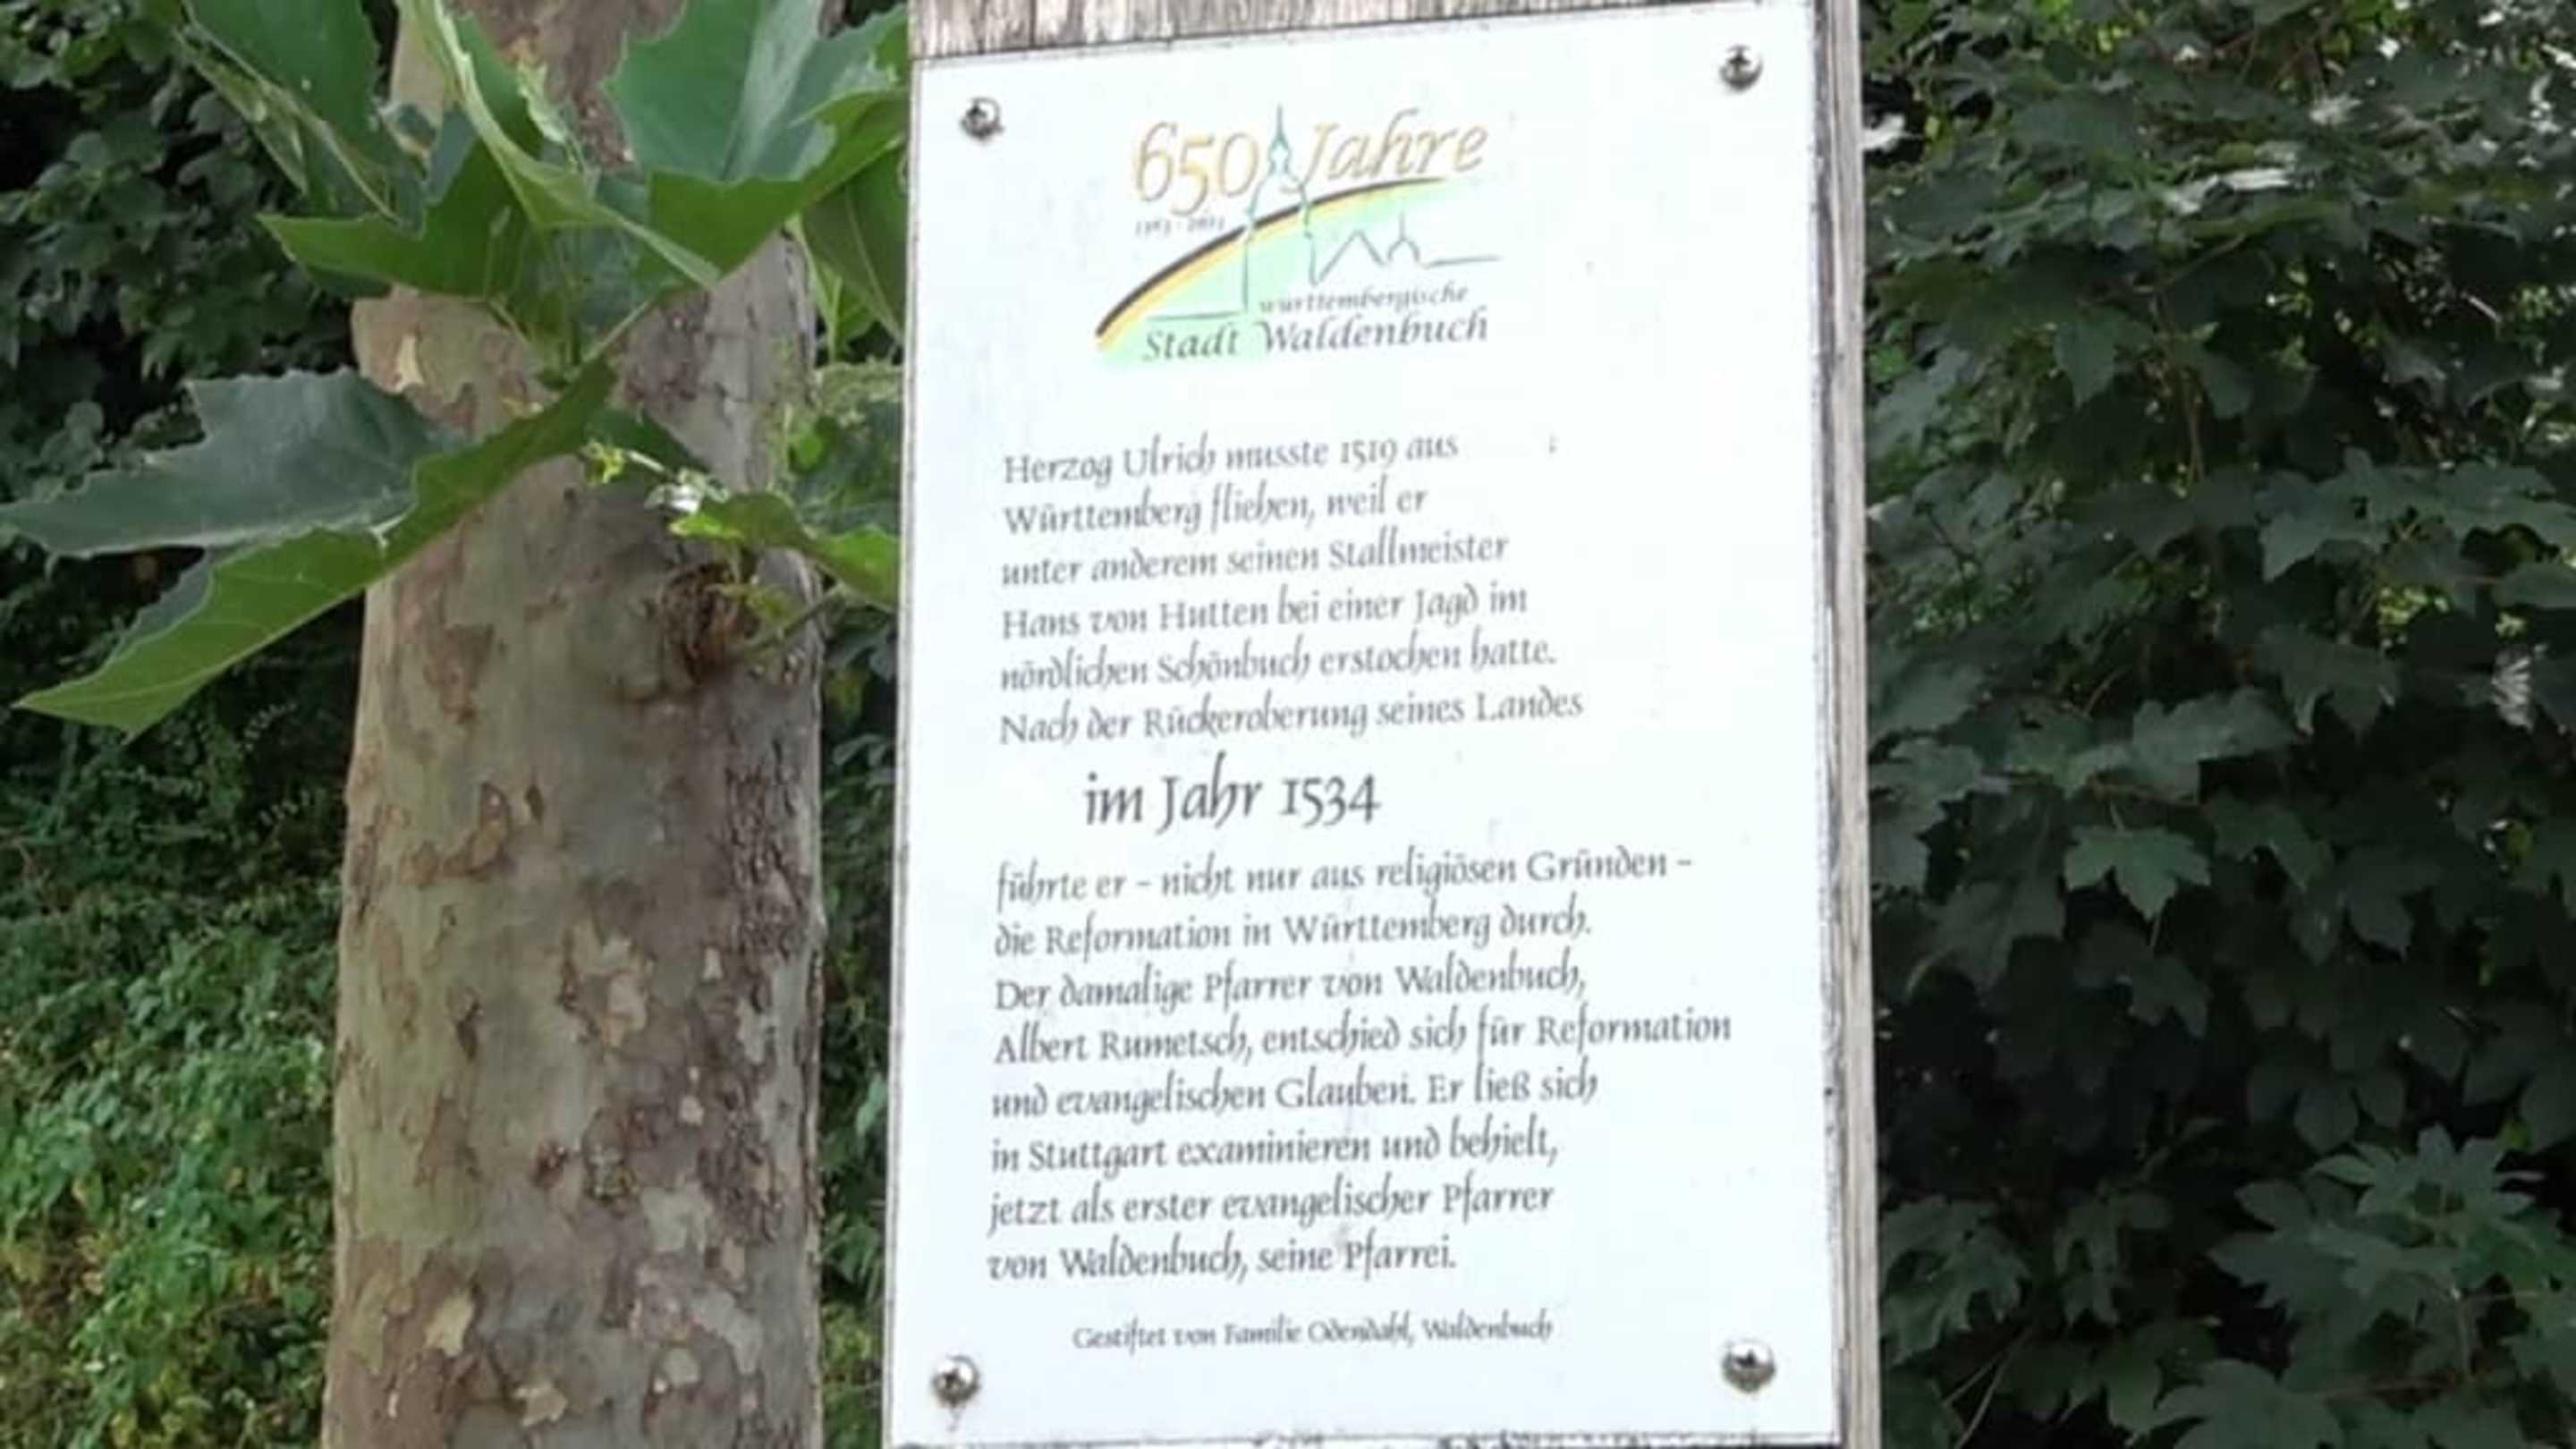 650 Jahre
1363 - 2013
württembergische
Stadt Waldenbuch
Herzog Ulrich musste 1519 aus
Württemberg fliehen, weil er
unter anderem seinen Stallmeister
Hans von Hutten bei einer Jagd im
nördlichen Schönbuch erstochen hatte.
Nach der Rückeroberung seines Landes
im Jahr 1534
führte er - nicht nur aus religiösen Gründen -
die Reformation in Württemberg durch.
Der damalige Pfarrer von Waldenbuch,
Albert Rumetsch, entschied sich für Reformation
und evangelischen Glauben. Er ließ sich
in Stuttgart examinieren und behielt,
jetzt als erster evangelischer Pfarrer
von Waldenbuch, seine Pfarrei.
Gestiftet von Familie Odendahl, Waldenbuch